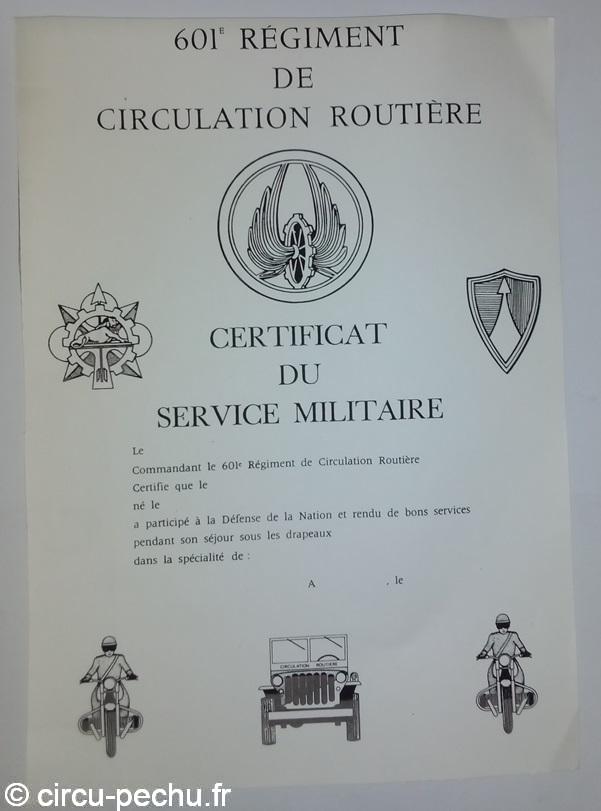 601E RÉGIMENT
DE
CIRCULATION ROUTIÈRE
CERTIFICAT
DU
SERVICE MILITAIRE
Le
Commandant le 601e Régiment de Circulation Routière
Certifie que le
né le
a participé à la Défense de la Nation et rendu de bons services
pendant son séjour sous les drapeaux
dans la spécialité de :
A , le
CIRCULATION ROUTIERE
© circu-pechu.fr